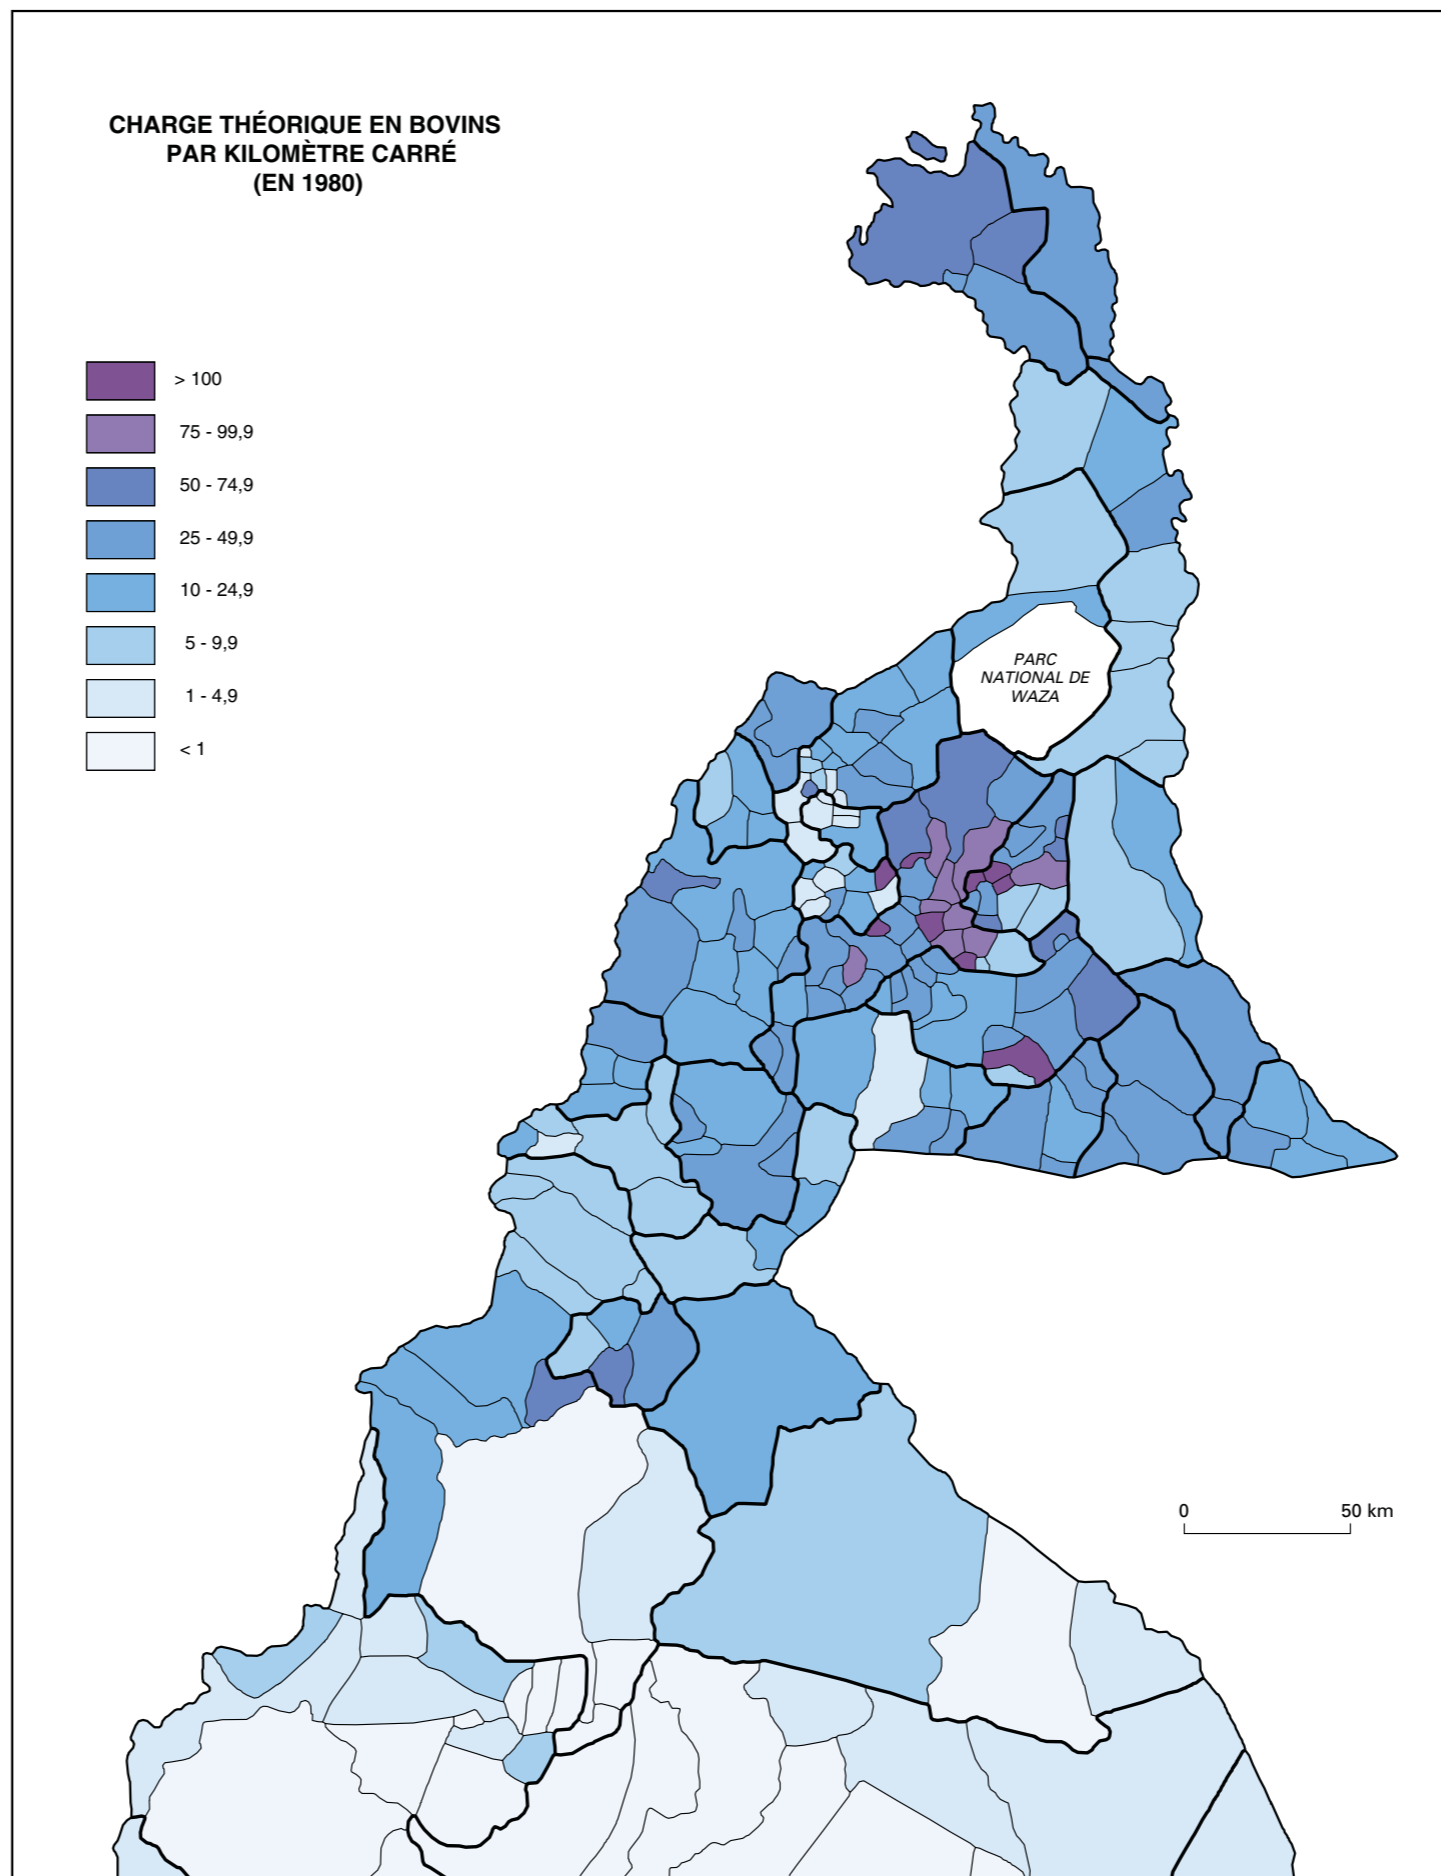 CHARGE THÉORIQUE EN BOVINS
PAR KILOMÈTRE CARRÉ
(EN 1980)
> 100
75 - 99,9
50 - 74,9
25 - 49,9
10 - 24,9
5 - 9,9
1 - 4,9
< 1
PARC
NATIONAL DE
WAZA
0 50 km